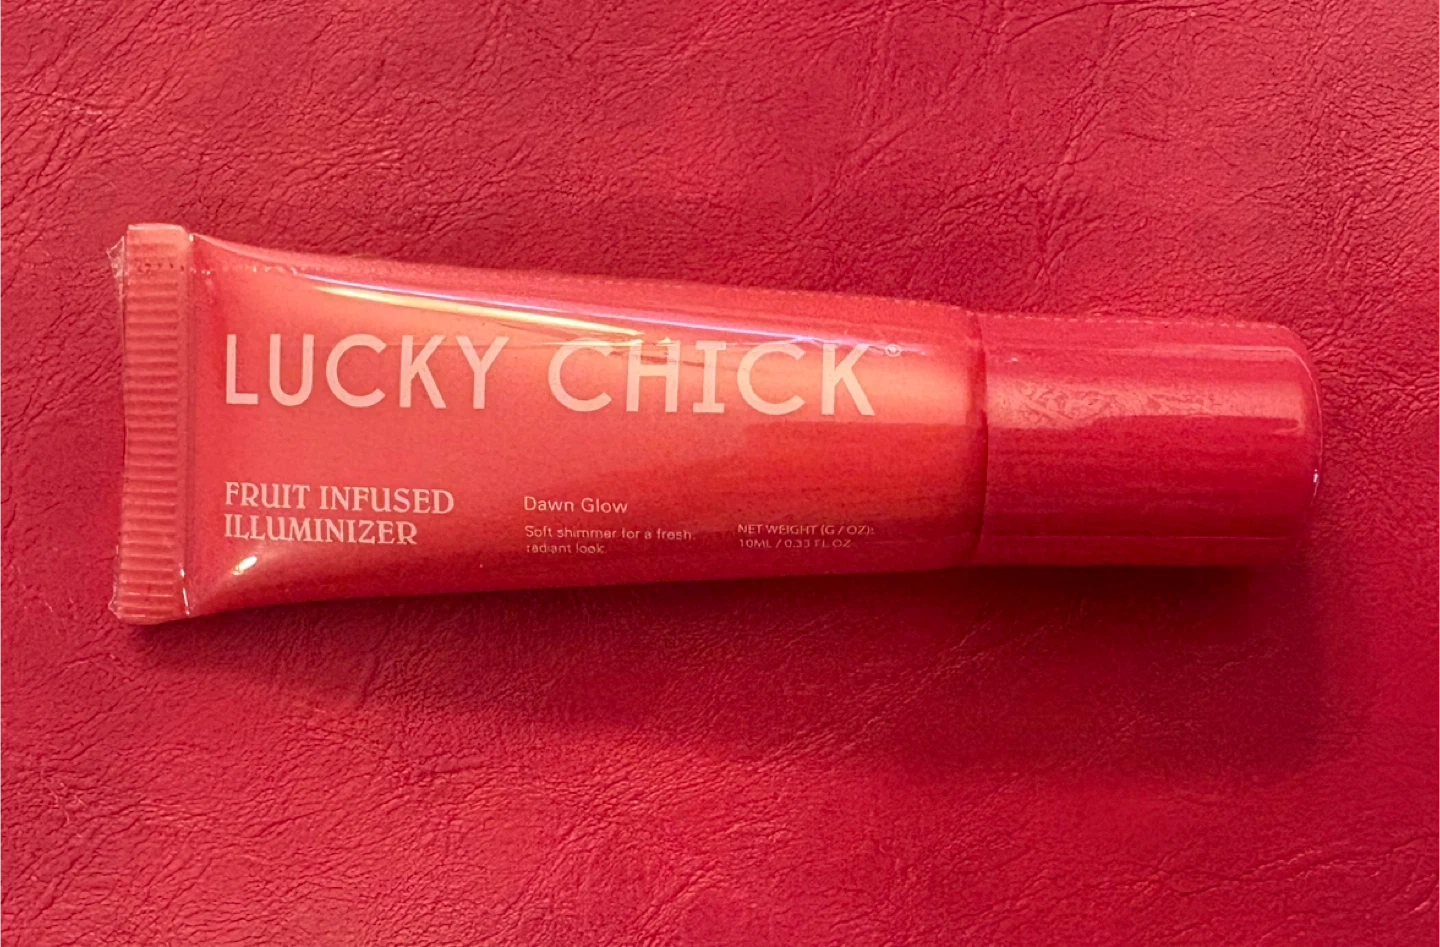 LUCKY CHICK®
FRUIT INFUSED
ILLUMINIZER
Dawn Glow
Soft shimmer for a fresh,
radiant look.
NET WEIGHT (G / OZ):
10ML / 0.33 FL OZ